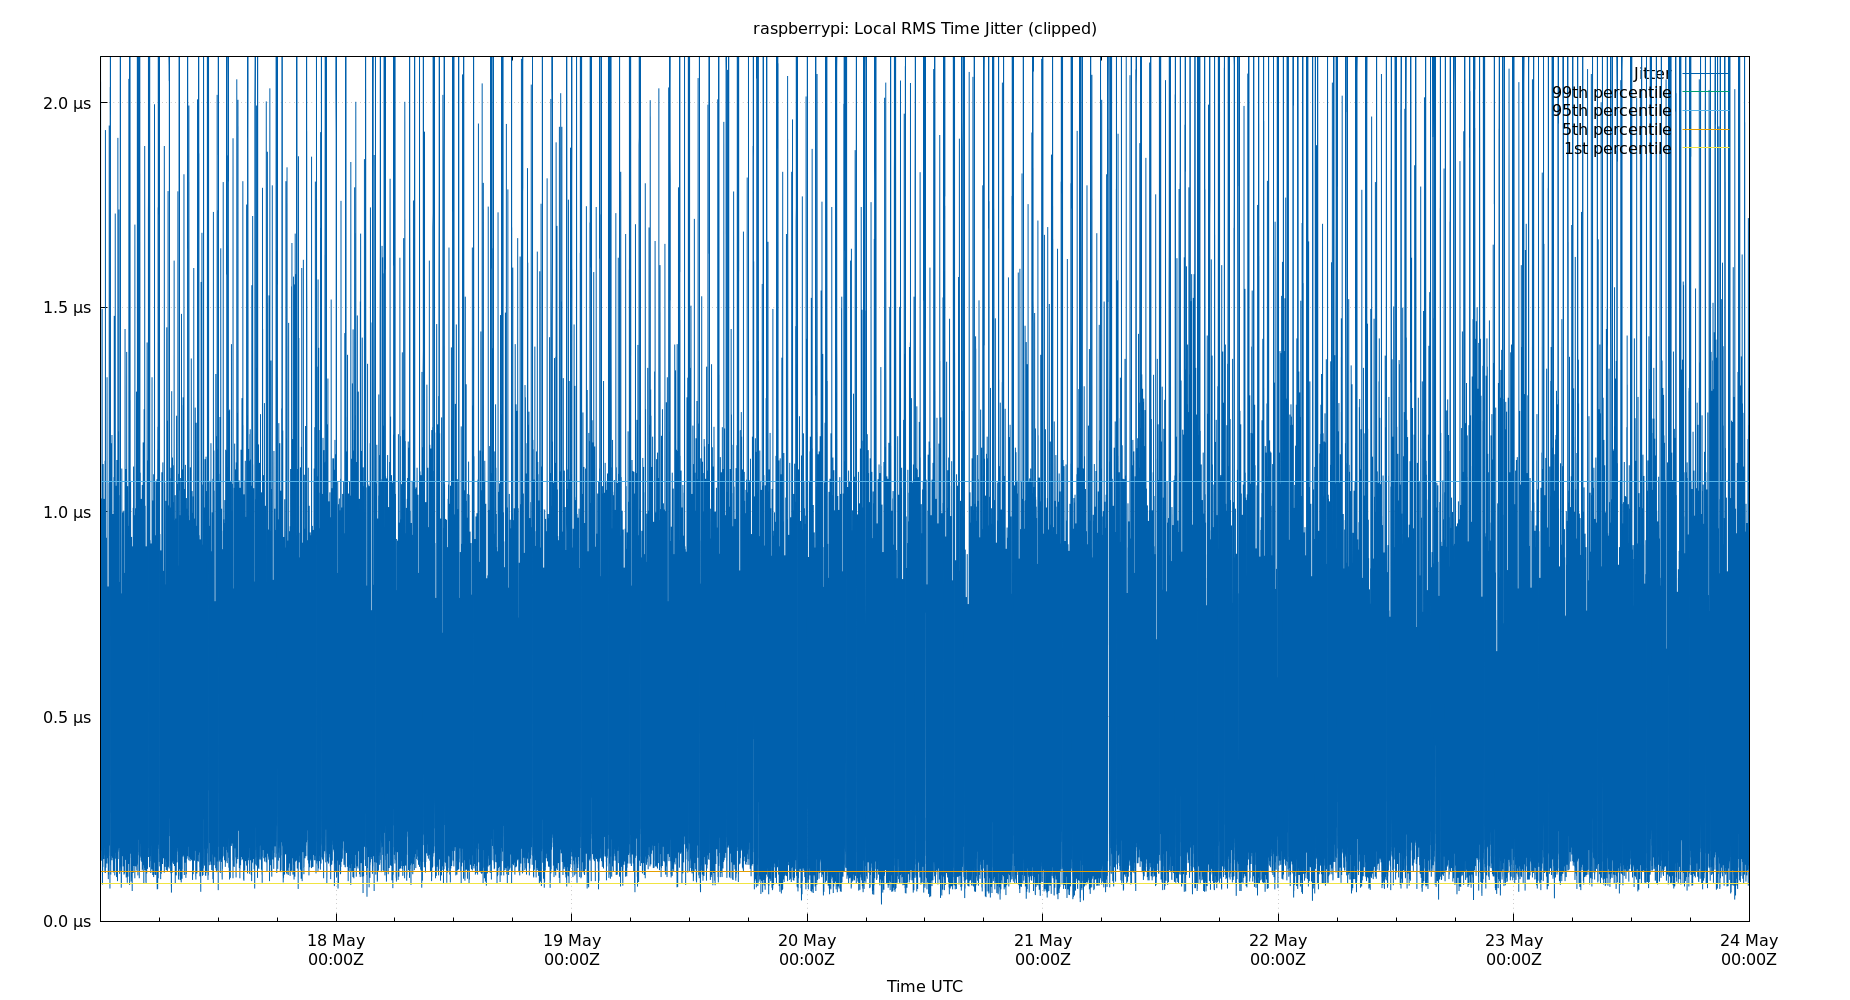 raspberrypi: Local RMS Time Jitter (clipped)
Jitter
99th percentile
95th percentile
5th percentile
1st percentile
2.0 μs
1.5 μs
1.0 μs
0.5 μs
0.0 μs
18 May 19 May 20 May 21 May 22 May 23 May 24 May
00:00Z 00:00Z 00:00Z 00:00Z 00:00Z 00:00Z 00:00Z
Time UTC